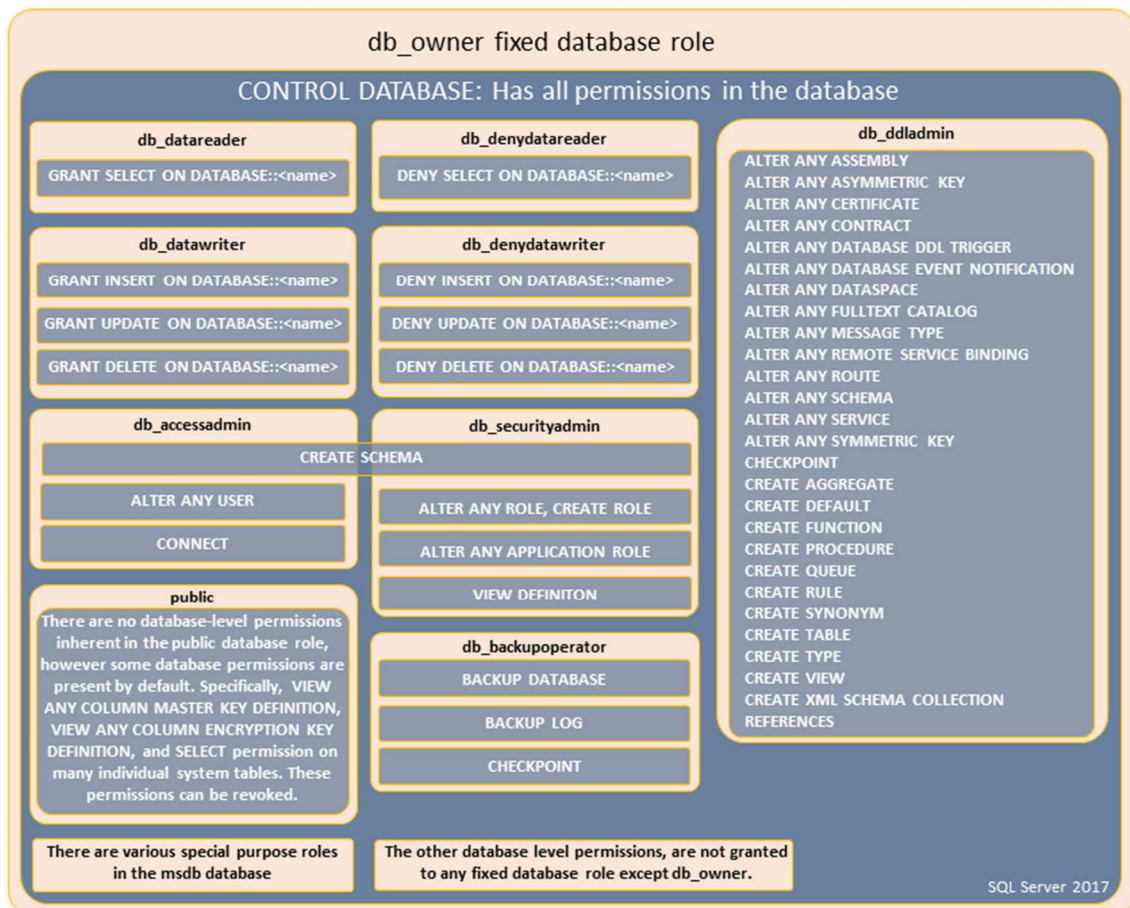 db_owner fixed database role
CONTROL DATABASE: Has all permissions in the database
db_datareader
GRANT SELECT ON DATABASE::<name>
db_denydatareader
DENY SELECT ON DATABASE::<name>
db_datawriter
GRANT INSERT ON DATABASE::<name>
GRANT UPDATE ON DATABASE::<name>
GRANT DELETE ON DATABASE::<name>
db_denydatawriter
DENY INSERT ON DATABASE::<name>
DENY UPDATE ON DATABASE::<name>
DENY DELETE ON DATABASE::<name>
db_accessadmin
db_securityadmin
CREATE SCHEMA
ALTER ANY USER
CONNECT
ALTER ANY ROLE, CREATE ROLE
ALTER ANY APPLICATION ROLE
VIEW DEFINITON
public
There are no database-level permissions
inherent in the public database role,
however some database permissions are
present by default. Specifically, VIEW
ANY COLUMN MASTER KEY DEFINITION,
VIEW ANY COLUMN ENCRYPTION KEY
DEFINITION, and SELECT permission on
many individual system tables. These
permissions can be revoked.
db_backupoperator
BACKUP DATABASE
BACKUP LOG
CHECKPOINT
db_ddladmin
ALTER ANY ASSEMBLY
ALTER ANY ASYMMETRIC KEY
ALTER ANY CERTIFICATE
ALTER ANY CONTRACT
ALTER ANY DATABASE DDL TRIGGER
ALTER ANY DATABASE EVENT NOTIFICATION
ALTER ANY DATASPACE
ALTER ANY FULLTEXT CATALOG
ALTER ANY MESSAGE TYPE
ALTER ANY REMOTE SERVICE BINDING
ALTER ANY ROUTE
ALTER ANY SCHEMA
ALTER ANY SERVICE
ALTER ANY SYMMETRIC KEY
CHECKPOINT
CREATE AGGREGATE
CREATE DEFAULT
CREATE FUNCTION
CREATE PROCEDURE
CREATE QUEUE
CREATE RULE
CREATE SYNONYM
CREATE TABLE
CREATE TYPE
CREATE VIEW
CREATE XML SCHEMA COLLECTION
REFERENCES
There are various special purpose roles
in the msdb database
The other database level permissions, are not granted
to any fixed database role except db_owner.
SQL Server 2017